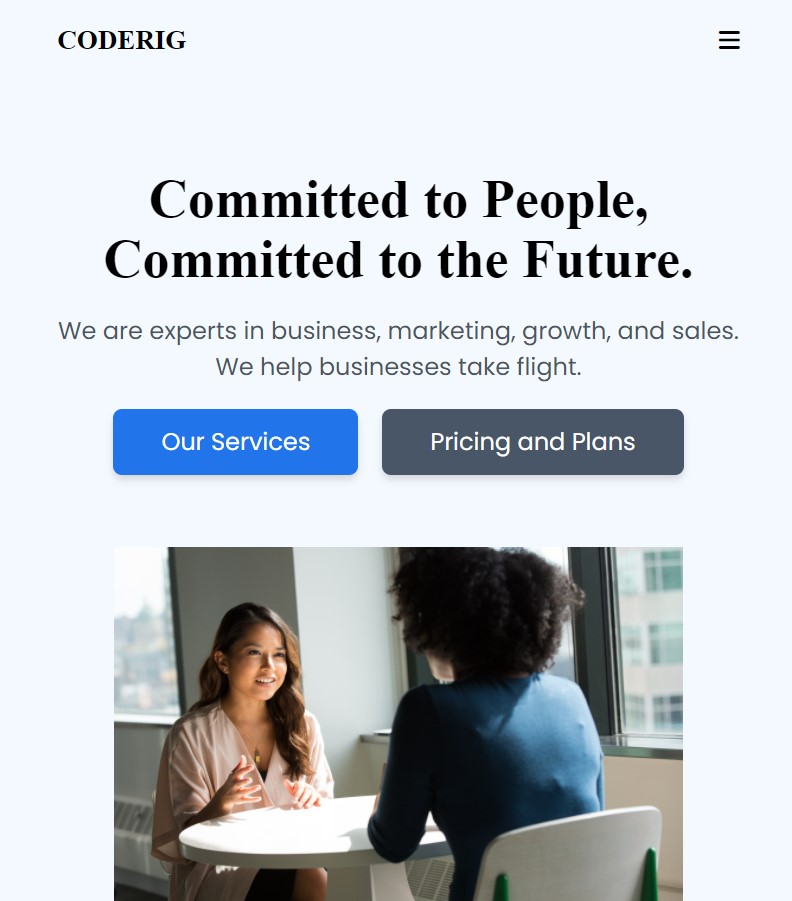 CODERIG
Committed to People,
Committed to the Future.
We are experts in business, marketing, growth, and sales.
We help businesses take flight.
Our Services
Pricing and Plans